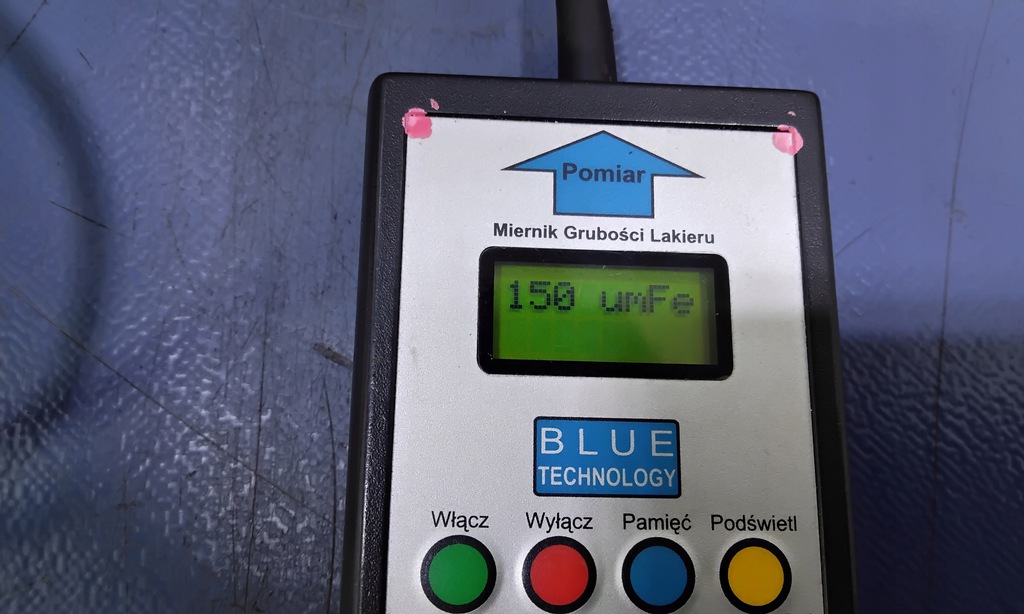 Pomiar
Miernik Grubości Lakieru
150 umFe
BLUE
TECHNOLOGY
Włącz Wyłącz Pamięć Podświetl